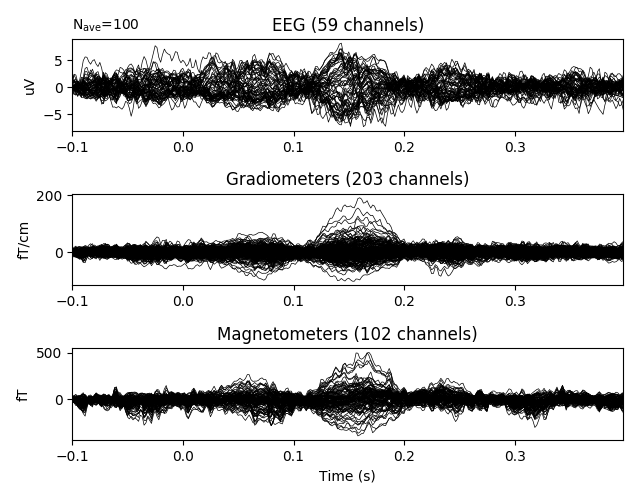 N_ave=100
EEG (59 channels)
uV
5
0
−5
−0.1 0.0 0.1 0.2 0.3
Gradiometers (203 channels)
fT/cm
200
0
−0.1 0.0 0.1 0.2 0.3
Magnetometers (102 channels)
fT
500
0
−0.1 0.0 0.1 0.2 0.3
Time (s)